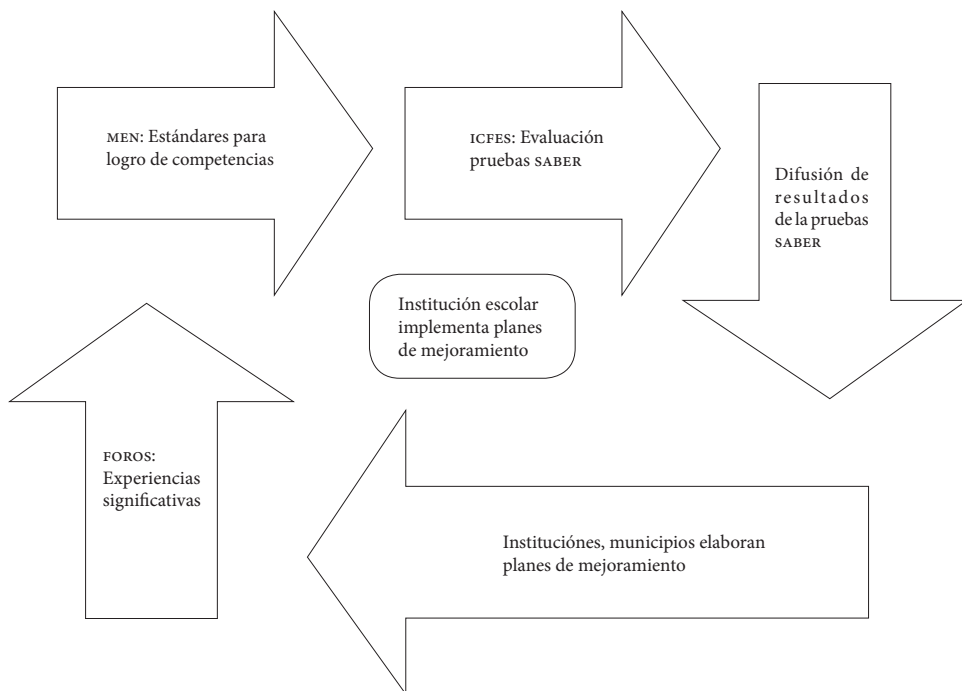 MEN: Estándares para
logro de competencias
ICFES: Evaluación
pruebas SABER
Difusión de
resultados
de la pruebas
SABER
Institución escolar
implementa planes
de mejoramiento
FOROS:
Experiencias
significativas
Instituciónes, municipios elaboran
planes de mejoramiento